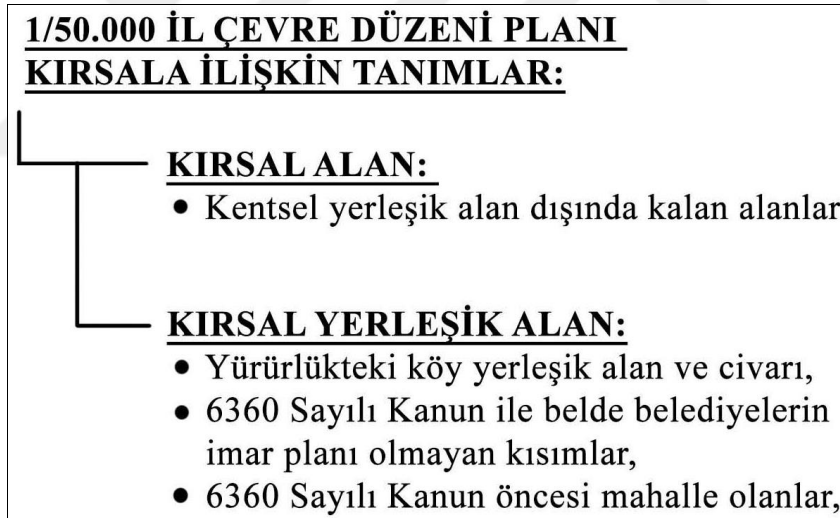 1/50.000 İL ÇEVRE DÜZENİ PLANI
KIRSALA İLİŞKİN TANIMLAR:
KIRSAL ALAN:
• Kentsel yerleşik alan dışında kalan alanlar
KIRSAL YERLEŞİK ALAN:
• Yürürlükteki köy yerleşik alan ve civarı,
• 6360 Sayılı Kanun ile belde belediyelerin
imar planı olmayan kısımlar,
• 6360 Sayılı Kanun öncesi mahalle olanlar,